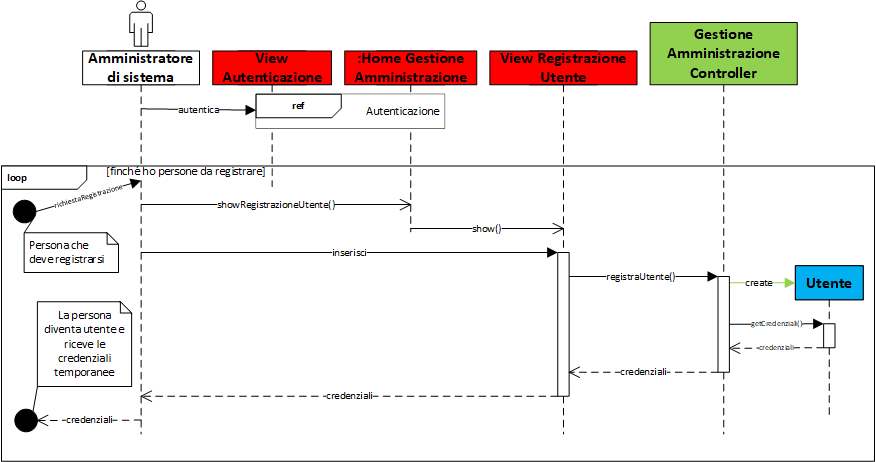 Amministratore
di sistema
View
Autenticazione
:Home Gestione
Amministrazione
View Registrazione
Utente
Gestione
Amministrazione
Controller
autentica
ref
Autenticazione
loop
[finché ho persone da registrare]
richiestaRegistrazione
showRegistrazioneUtente()
show()
Persona che
deve registrarsi
inserisci
registraUtente()
create
Utente
La persona
diventa utente e
riceve le
credenziali
temporanee
getCredenziali()
credenziali
credenziali
credenziali
credenziali